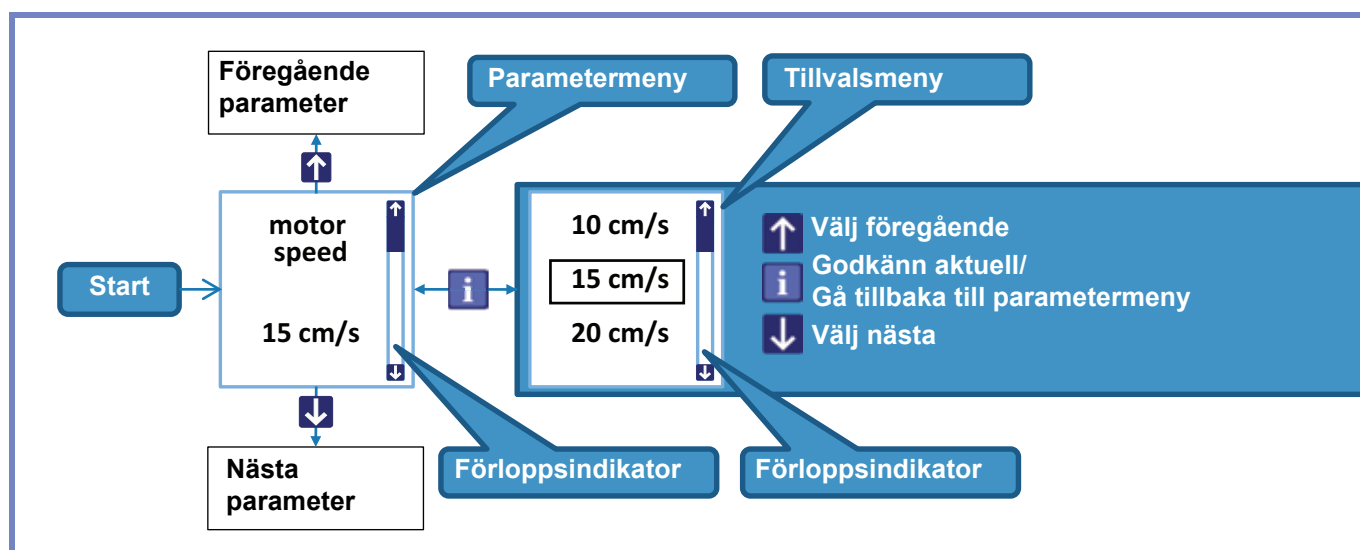 Föregående
parameter
Parametermeny
Tillvalsmeny
motor
speed
15 cm/s
Start
i
10 cm/s
15 cm/s
20 cm/s
Välj föregående
i
Godkänn aktuell/
Gå tillbaka till parametermeny
Välj nästa
Nästa
parameter
Förloppsindikator
Förloppsindikator